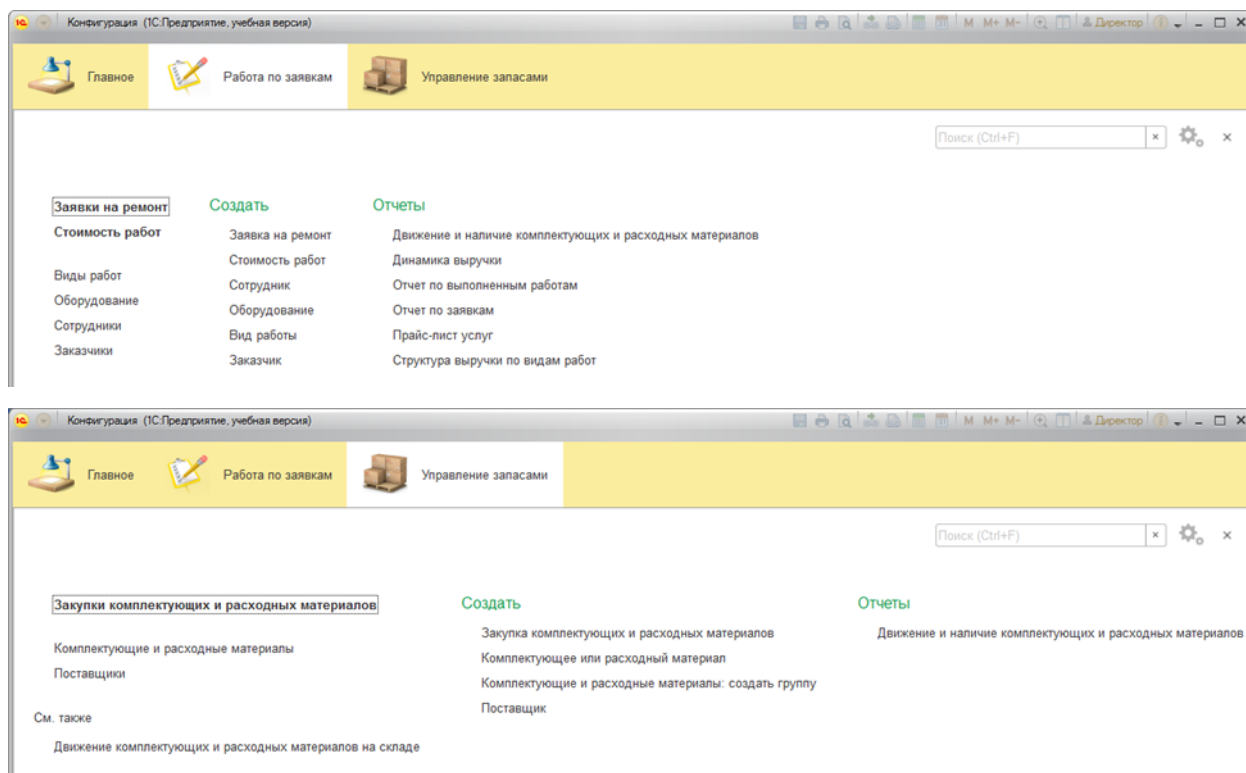 Конфигурация (1С:Предприятие, учебная версия) M M+ M- Директор
Главное Работа по заявкам Управление запасами
Поиск (Ctrl+F)
Заявки на ремонт Создать Отчеты
Стоимость работ Заявка на ремонт Движение и наличие комплектующих и расходных материалов
Стоимость работ Динамика выручки
Виды работ Сотрудник Отчет по выполненным работам
Оборудование Оборудование Отчет по заявкам
Сотрудники Вид работы Прайс-лист услуг
Заказчики Заказчик Структура выручки по видам работ
Конфигурация (1С:Предприятие, учебная версия) M M+ M- Директор
Главное Работа по заявкам Управление запасами
Поиск (Ctrl+F)
Закупки комплектующих и расходных материалов Создать Отчеты
Закупка комплектующих и расходных материалов Движение и наличие комплектующих и расходных материалов
Комплектующие и расходные материалы Комплектующее или расходный материал
Поставщики Комплектующие и расходные материалы: создать группу
Поставщик
См. также
Движение комплектующих и расходных материалов на складе